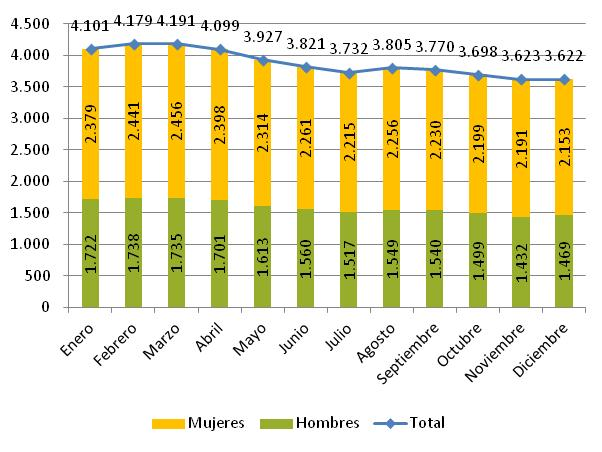 4.500
4.000
3.500
3.000
2.500
2.000
1.500
1.000
500
0
4.101 4.179 4.191 4.099 3.927 3.821 3.732 3.805 3.770 3.698 3.623 3.622
2.379 2.441 2.456 2.398 2.314 2.261 2.215 2.256 2.230 2.199 2.191 2.153
1.722 1.738 1.735 1.701 1.613 1.560 1.517 1.549 1.540 1.499 1.432 1.469
Enero Febrero Marzo Abril Mayo Junio Julio Agosto Septiembre Octubre Noviembre Diciembre
Mujeres Hombres Total